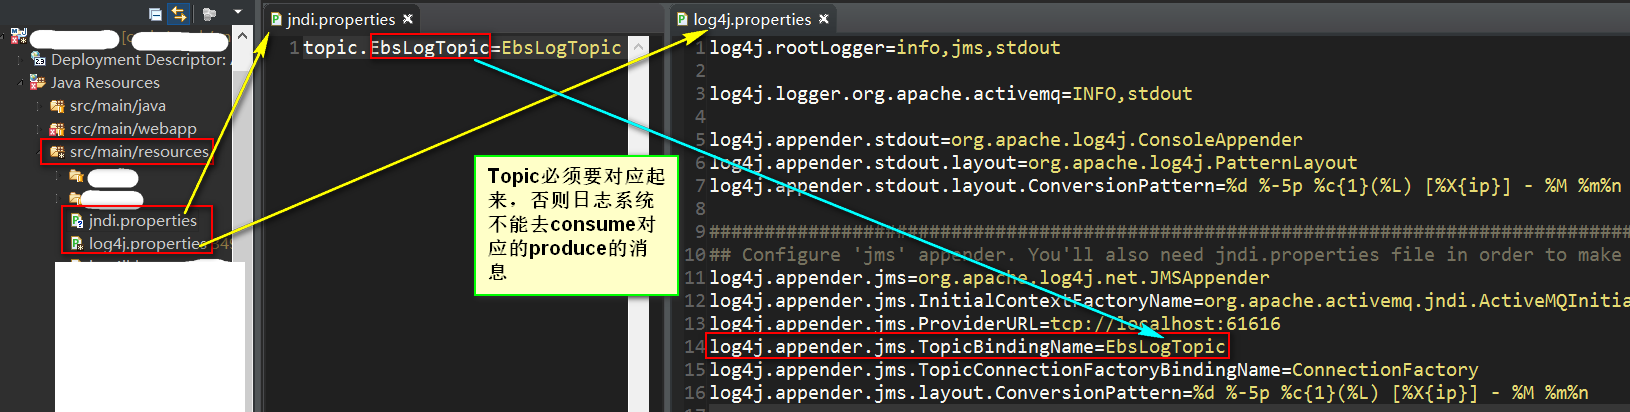 Deployment Descriptor:
Java Resources
src/main/java
src/main/webapp
src/main/resources
jndi.properties
log4j.properties
jndi.properties
1 topic.EbsLogTopic=EbsLogTopic
Topic必须要对应起
来，否则日志系统
不能去consume对
应的produce的消
息
log4j.properties
1 log4j.rootLogger=info,jms,stdout
2
3 log4j.logger.org.apache.activemq=INFO,stdout
4
5 log4j.appender.stdout=org.apache.log4j.ConsoleAppender
6 log4j.appender.stdout.layout=org.apache.log4j.PatternLayout
7 log4j.appender.stdout.layout.ConversionPattern=%d %-5p %c{1}(%L) [%X{ip}] - %M %m%n
8
9 ####################################################################################
10 ## Configure 'jms' appender. You'll also need jndi.properties file in order to make
11 log4j.appender.jms=org.apache.log4j.net.JMSAppender
12 log4j.appender.jms.InitialContextFactoryName=org.apache.activemq.jndi.ActiveMQInitia
13 log4j.appender.jms.ProviderURL=tcp://localhost:61616
14 log4j.appender.jms.TopicBindingName=EbsLogTopic
15 log4j.appender.jms.TopicConnectionFactoryBindingName=ConnectionFactory
16 log4j.appender.jms.layout.ConversionPattern=%d %-5p %c{1}(%L) [%X{ip}] - %M %m%n